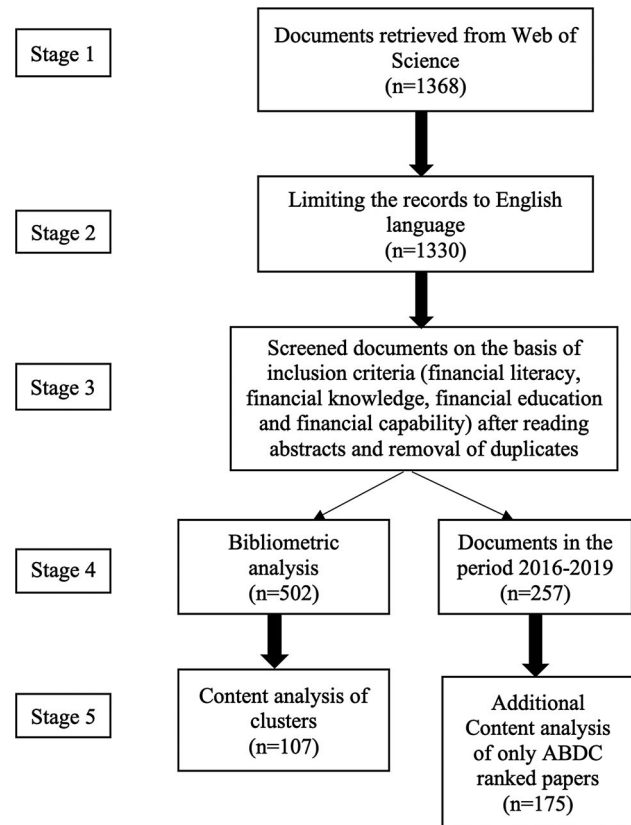 Stage 1
Documents retrieved from Web of
Science
(n=1368)
Stage 2
Limiting the records to English
language
(n=1330)
Stage 3
Screened documents on the basis of
inclusion criteria (financial literacy,
financial knowledge, financial education
and financial capability) after reading
abstracts and removal of duplicates
Stage 4
Bibliometric
analysis
(n=502)
Documents in the
period 2016-2019
(n=257)
Stage 5
Content analysis of
clusters
(n=107)
Additional
Content analysis
of only ABDC
ranked papers
(n=175)